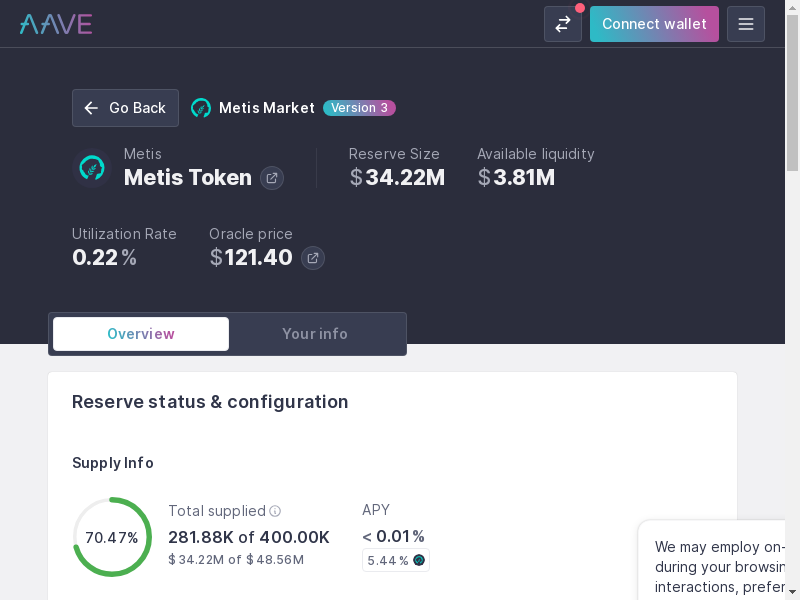 AAVE
Connect wallet
Go Back
Metis Market
Version 3
Metis
Metis Token
Reserve Size
$34.22M
Available liquidity
$3.81M
Utilization Rate
0.22%
Oracle price
$121.40
Overview
Your info
Reserve status & configuration
Supply Info
70.47%
Total supplied
281.88K of 400.00K
$34.22M of $48.56M
APY
< 0.01%
5.44%
We may employ on-
during your browsin
interactions, prefer